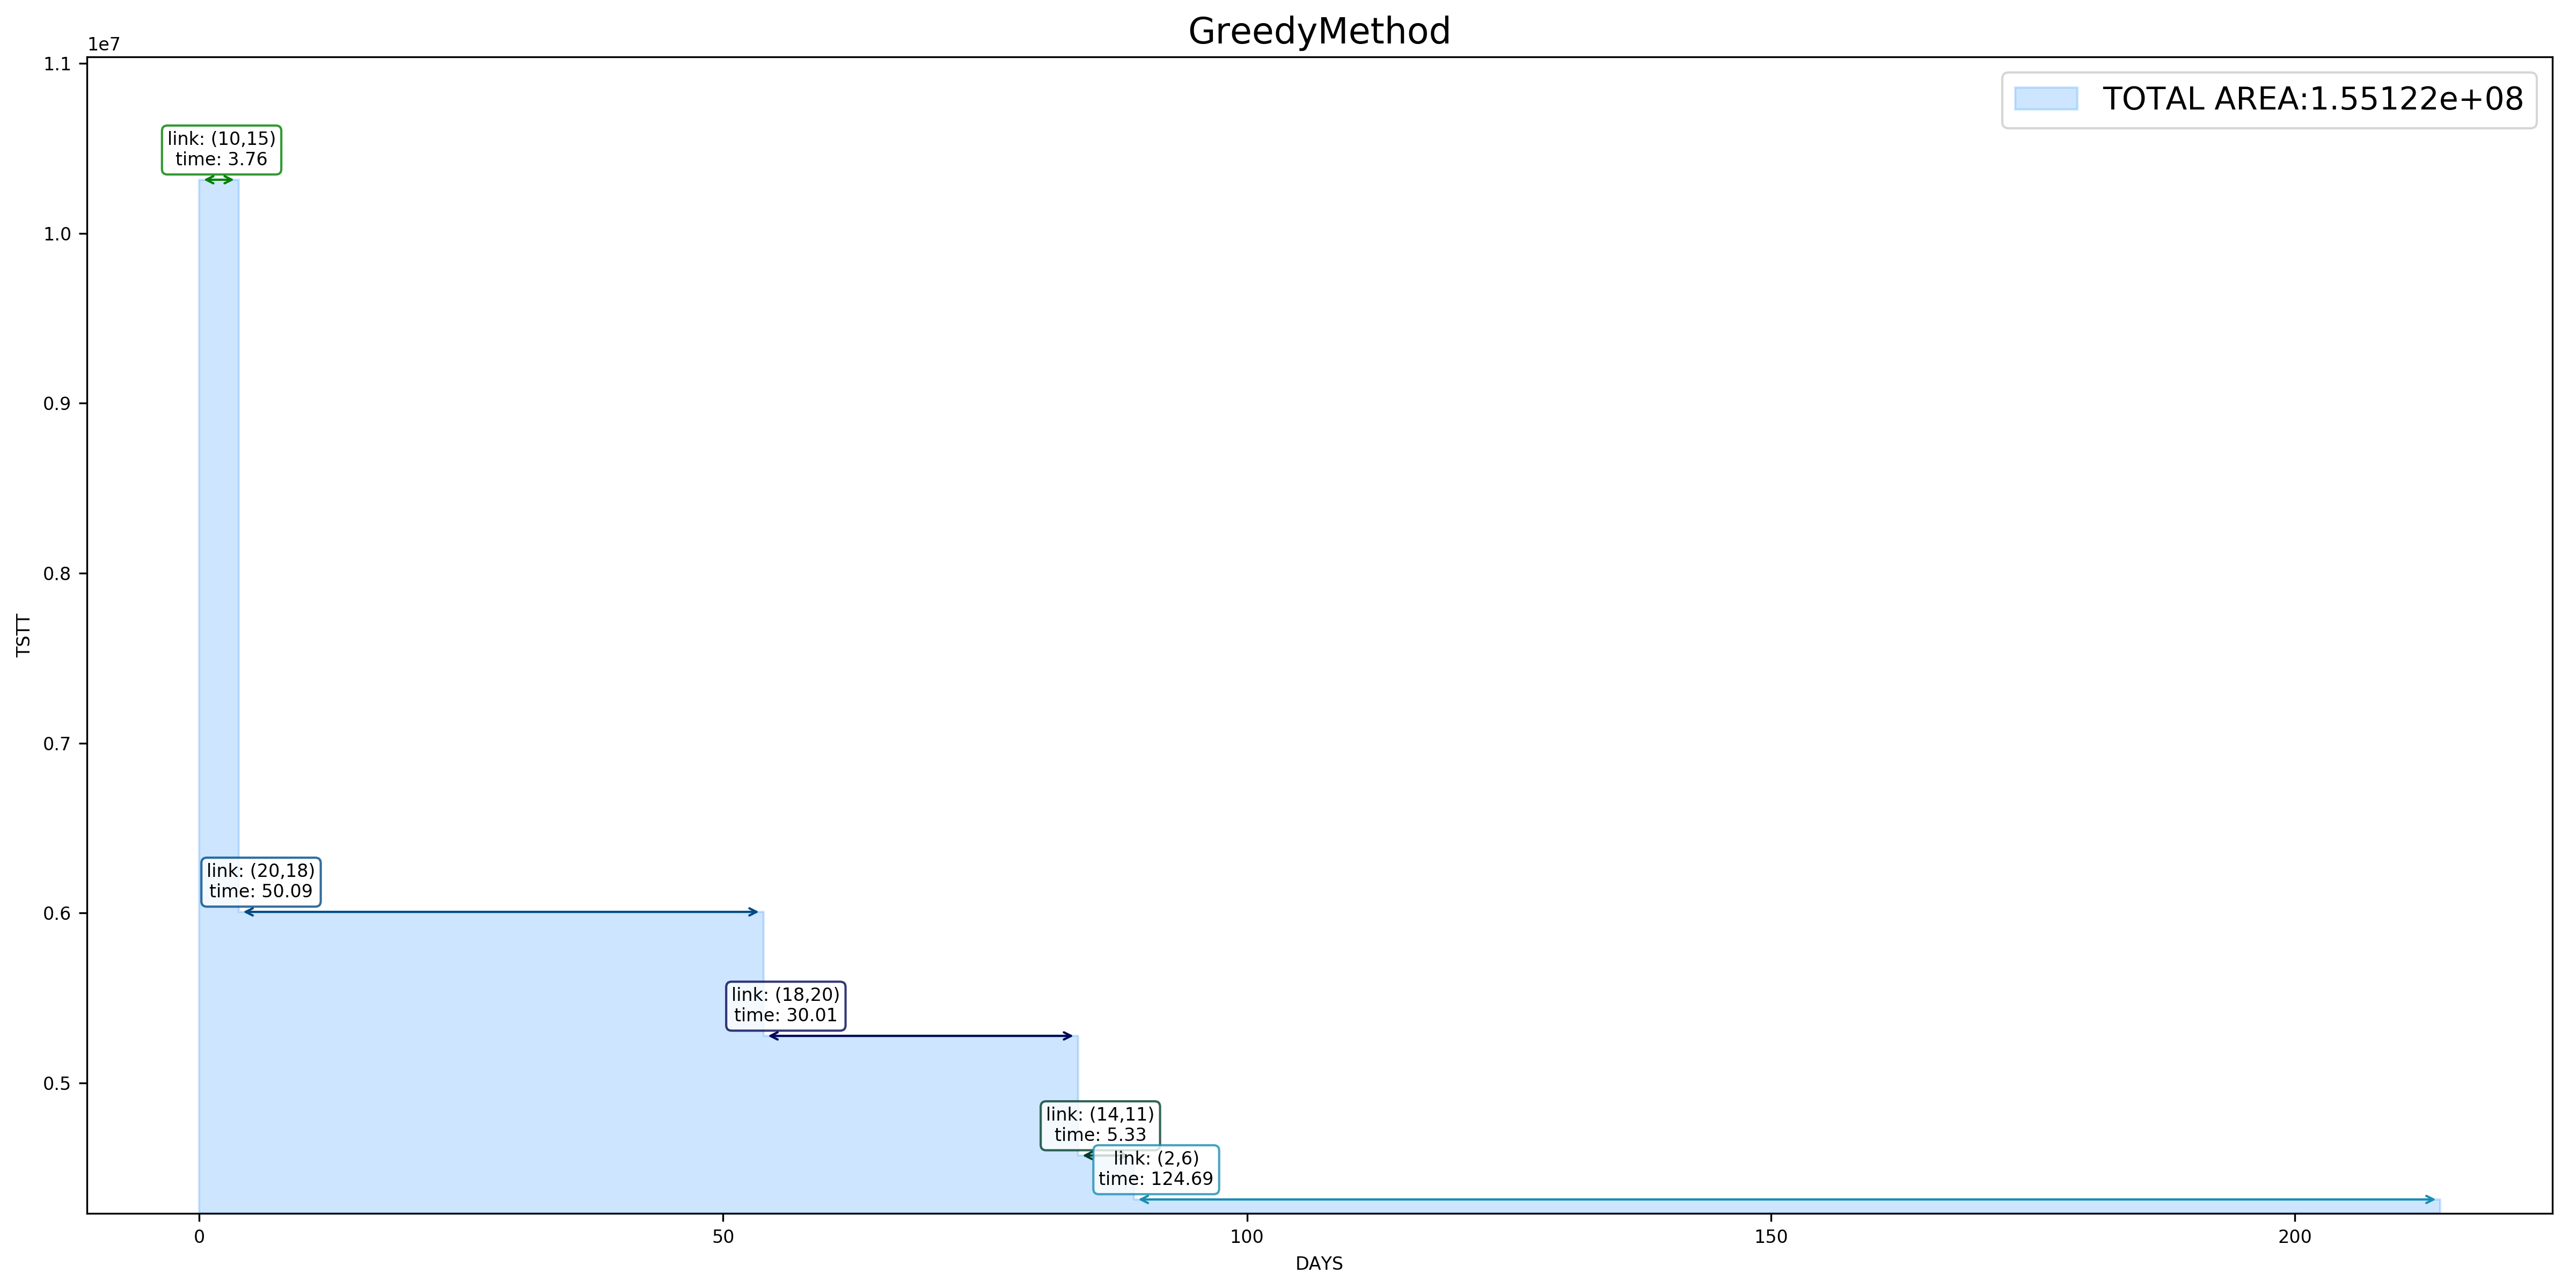 GreedyMethod
1e7
1.1
1.0
0.9
0.8
0.7
0.6
0.5
TSTT
TOTAL AREA:1.55122e+08
link: (10,15)
time: 3.76
link: (20,18)
time: 50.09
link: (18,20)
time: 30.01
link: (14,11)
time: 5.33
link: (2,6)
time: 124.69
0 50 100 150 200
DAYS